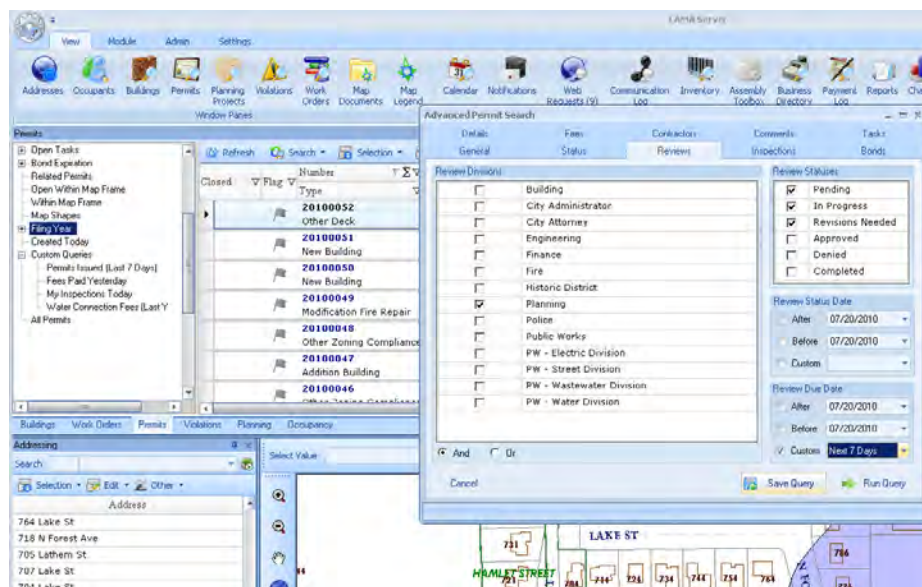 LAMA Server
View Module Admin Settings
Addresses Occupants Buildings Permits Planning Projects Violations Work Orders Map Documents Map Legend Calendar Notifications Web Requests (9) Communication Log Inventory Assembly Toolbox Business Directory Payment Log Reports
Window Panes
Permits
Open Tasks
Bond Expiration
Related Permits
Open Within Map Frame
Within Map Frame
Map Shapes
Filing Year
Created Today
Custom Queries
Permits Issued (Last 7 Days)
Fees Paid Yesterday
My Inspections Today
Water Connection Fees (Last Y
All Permits
Refresh Search Selection
Closed Flag Number
Type
20100052
Other Deck
20100051
New Building
20100050
New Building
20100049
Modification Fire Repair
20100048
Other Zoning Compliance
20100047
Addition Building
20100046
Other Zoning Compliance
Advanced Permit Search
Details Fees Contractors Comments Tasks
General Status Reviews Inspections Bonds
Review Divisions
Building
City Administrator
City Attorney
Engineering
Finance
Fire
Historic District
Planning
Police
Public Works
PW - Electric Division
PW - Street Division
PW - Wastewater Division
PW - Water Division
And Or
Review Statuses
Pending
In Progress
Revisions Needed
Approved
Denied
Completed
Review Status Date
After 07/20/2010
Before 07/20/2010
Custom
Review Due Date
After 07/20/2010
Before 07/20/2010
Custom Next 7 Days
Cancel Save Query Run Query
Buildings Work Orders Permits Violations Planning Occupancy
Addressing
Search
Selection Edit Other
Address
764 Lake St
718 N Forest Ave
705 Lathem St
707 Lake St
Select Value
LAKE ST
HAMLET STREET
731
721
704
744
724
734
744
764
786